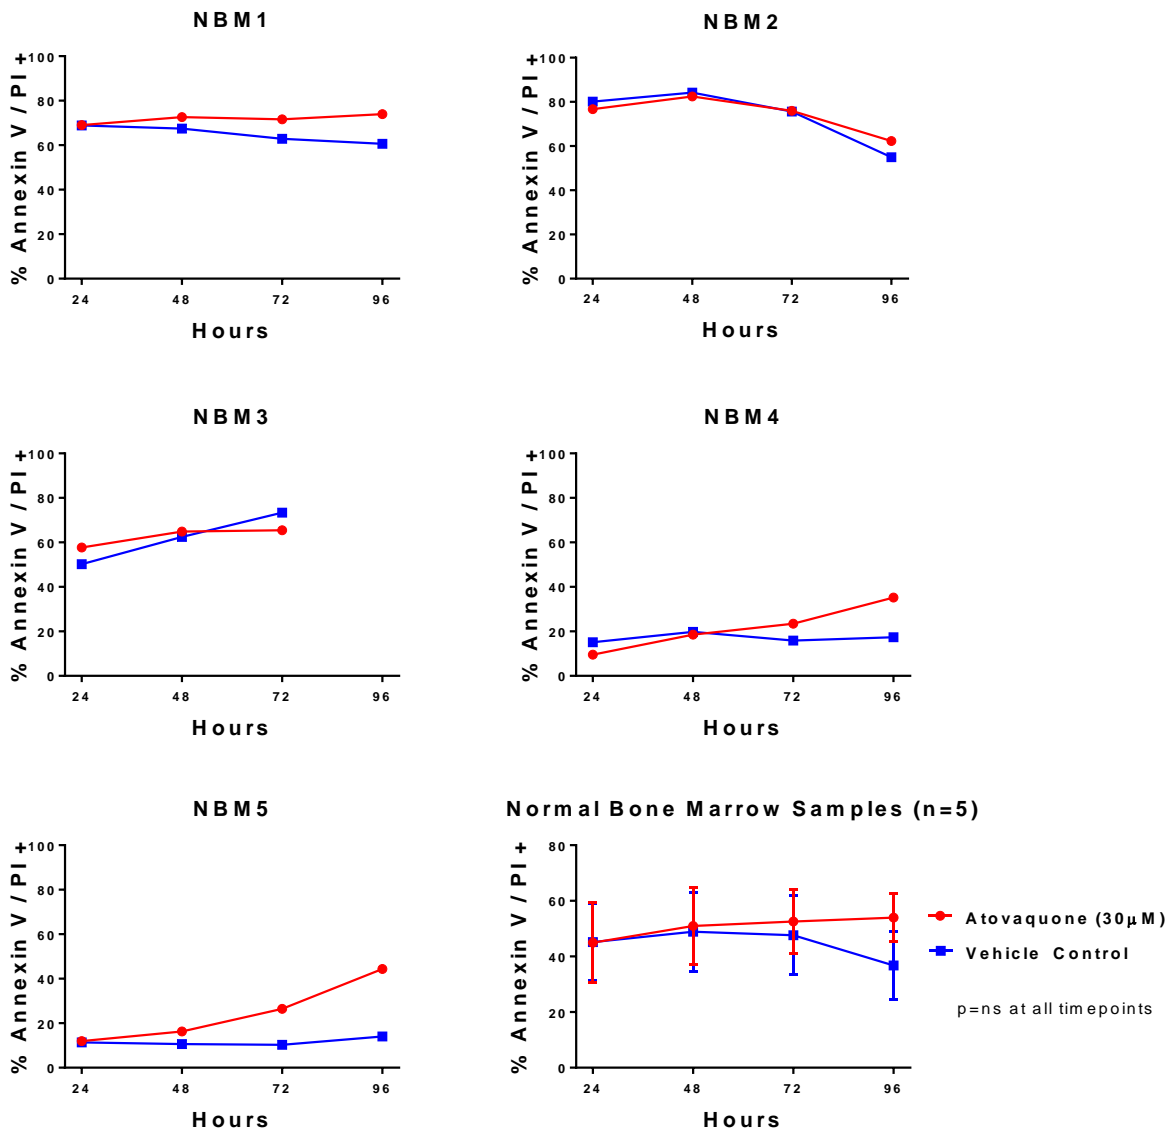 NBM1
% Annexin V / PI +
100
80
60
40
20
0
24 48 72 96
Hours
NBM2
% Annexin V / PI +
100
80
60
40
20
0
24 48 72 96
Hours
NBM3
% Annexin V / PI +
100
80
60
40
20
0
24 48 72 96
Hours
NBM4
% Annexin V / PI +
100
80
60
40
20
0
24 48 72 96
Hours
NBM5
% Annexin V / PI +
100
80
60
40
20
0
24 48 72 96
Hours
Normal Bone Marrow Samples (n=5)
% Annexin V / PI +
80
60
40
20
0
24 48 72 96
Hours
Atovaquone (30μM)
Vehicle Control
p=ns at all timepoints